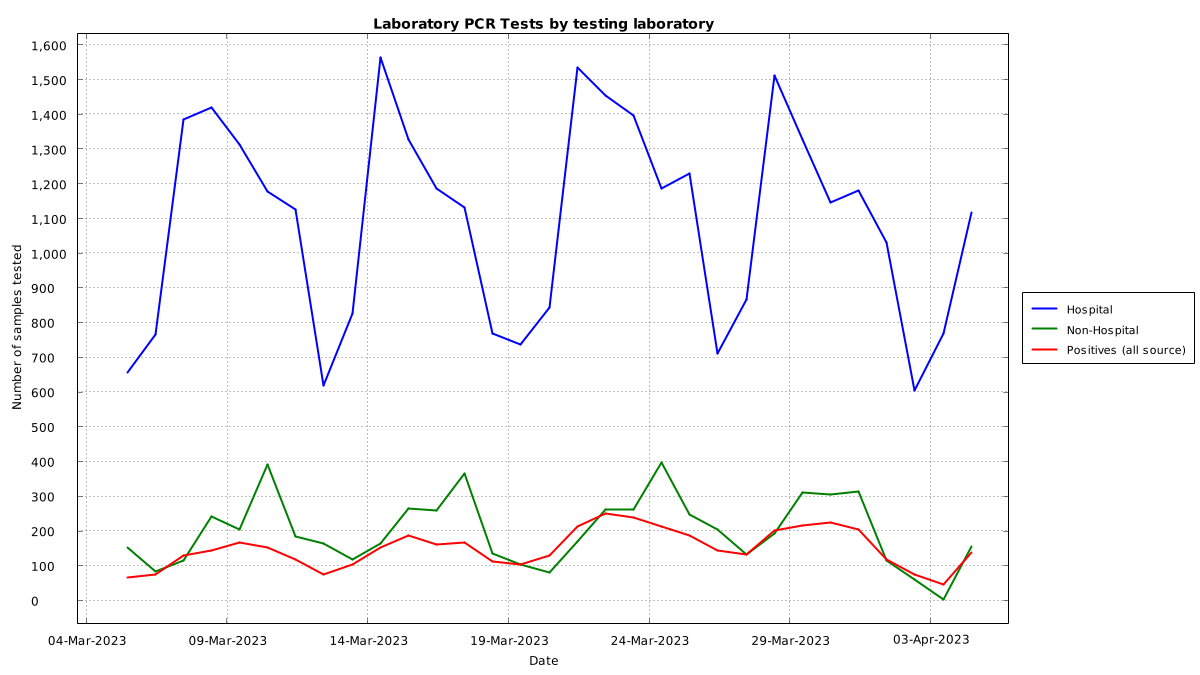 Laboratory PCR Tests by testing laboratory
1,600
1,500
1,400
1,300
1,200
1,100
1,000
900
800
700
600
500
400
300
200
100
0
Number of samples tested
04-Mar-2023
09-Mar-2023
14-Mar-2023
19-Mar-2023
24-Mar-2023
29-Mar-2023
03-Apr-2023
Date
Hospital
Non-Hospital
Positives (all source)